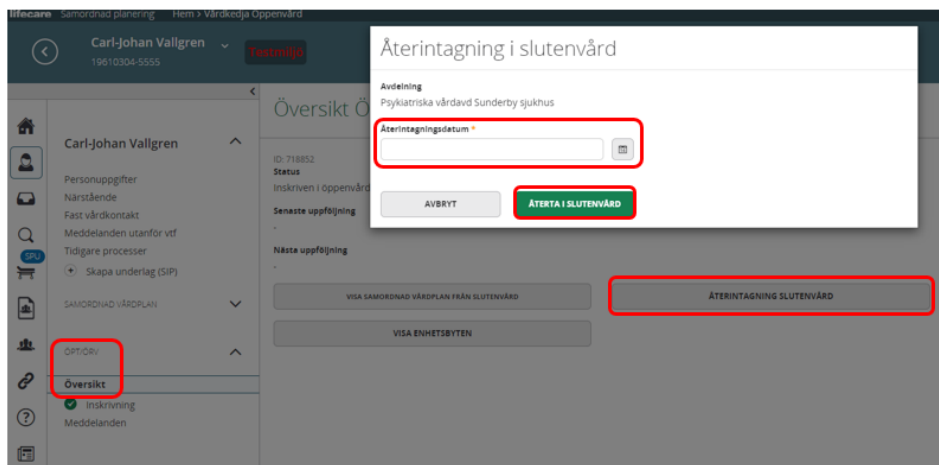 lifecare Samordnad planering Hem > Vårdkedja Öppenvård
Carl-Johan Vallgren
19610304-5555
Testmiljö
Återintagning i slutenvård
Avdelning
Psykiatriska vårdavd Sunderby sjukhus
Återintagningsdatum *
AVBRYT
ÅTERTA I SLUTENVÅRD
Carl-Johan Vallgren
Personuppgifter
Närstående
Fast vårdkontakt
Meddelanden utanför vtf
Tidigare processer
Skapa underlag (SIP)
SAMORDNAD VÅRDPLAN
ÖPT/ÖRV
Översikt
Inskrivning
Meddelanden
SPU
Översikt Ö
ID: 718852
Status
Inskriven i öppenvård
Senaste uppföljning
-
Nästa uppföljning
-
VISA SAMORDNAD VÅRDPLAN FRÅN SLUTENVÅRD
ÅTERINTAGNING SLUTENVÅRD
VISA ENHETSBYTEN